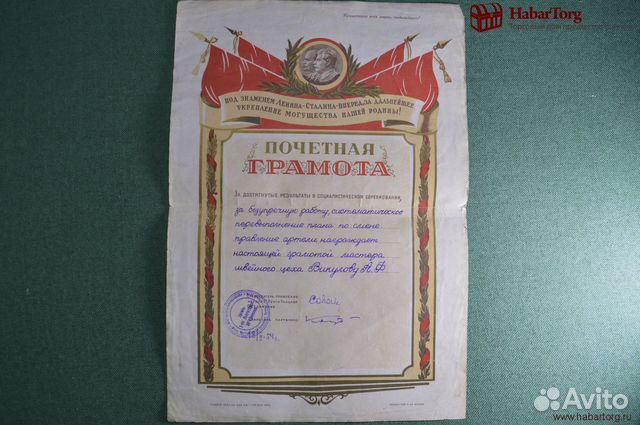 HabarTorg
Пролетарии всех стран, соединяйтесь!
ПОД ЗНАМЕНЕМ ЛЕНИНА-СТАЛИНА-ВПЕРЕД, ЗА ДАЛЬНЕЙШЕЕ
УКРЕПЛЕНИЕ МОГУЩЕСТВА НАШЕЙ РОДИНЫ!
ПОЧЕТНАЯ
ГРАМОТА
ЗА ДОСТИГНУТЫЕ РЕЗУЛЬТАТЫ В СОЦИАЛИСТИЧЕСКОМ СОРЕВНОВАНИИ,
за безупречную работу, систематическое
перевыполнение плана по смене
правление артели награждает
настоящей грамотой мастера
швейного цеха Викулову А.Ф.
Avito
www.habartorg.ru